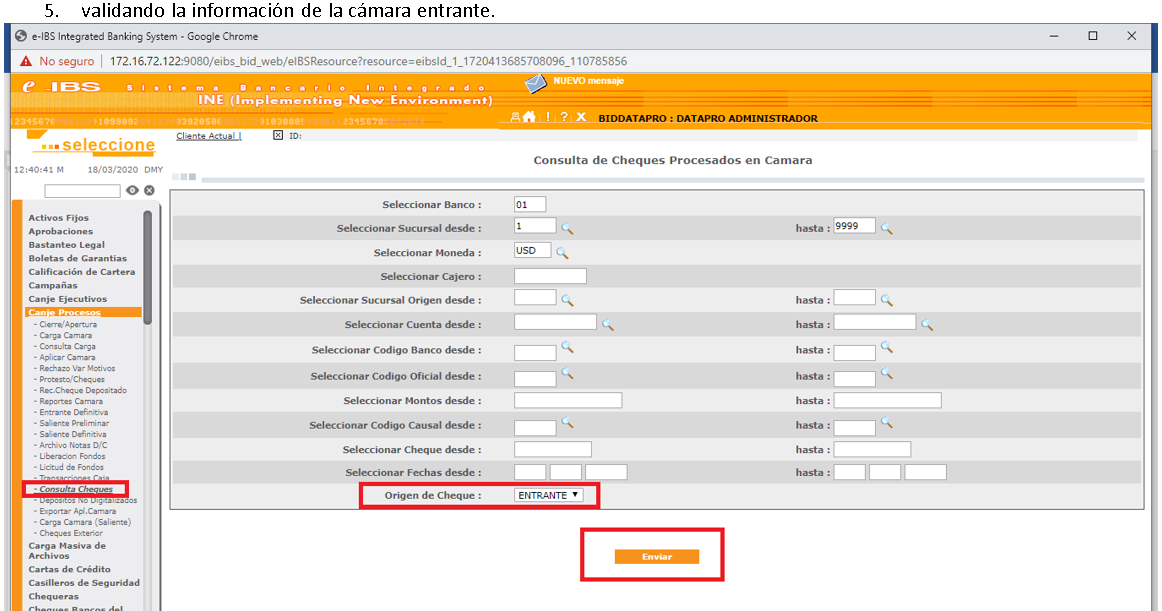 5. validando la información de la cámara entrante.
e-IBS Integrated Banking System - Google Chrome
No seguro | 172.16.72.122:9080/eibs_bid_web/eIBSResource?resource=eibsId_1_1720413685708096_110785856
e-IBS Sistema Bancario Integrado
INE (Implementing New Environment)
NUEVO mensaje
! ? X BIDDATAPRO : DATAPRO ADMINISTRADOR
...seleccione
Cliente Actual | ID:
12:40:41 M 18/03/2020 DMY
Consulta de Cheques Procesados en Camara
Activos Fijos
Aprobaciones
Bastanteo Legal
Boletas de Garantias
Calificación de Cartera
Campañas
Canje Ejecutivos
Canje Procesos
- Cierre/Apertura
- Carga Camara
- Consulta Carga
- Aplicar Camara
- Rechazo Var Motivos
- Protesto/Cheques
- Rec.Cheque Depositado
- Reportes Camara
- Entrante Definitiva
- Saliente Preliminar
- Saliente Definitiva
- Archivo Notas D/C
- Liberacion Fondos
- Licitud de Fondos
- Transacciones Caja
- Consulta Cheques
- Depositos No Digitalizados
- Exportar Apl.Camara
- Carga Camara (Saliente)
- Cheques Exterior
Carga Masiva de
Archivos
Cartas de Crédito
Casilleros de Seguridad
Chequeras
Cheques Bancos del
Seleccionar Banco : 01
Seleccionar Sucursal desde : 1 hasta : 9999
Seleccionar Moneda : USD
Seleccionar Cajero :
Seleccionar Sucursal Origen desde : hasta :
Seleccionar Cuenta desde : hasta :
Seleccionar Codigo Banco desde : hasta :
Seleccionar Codigo Oficial desde : hasta :
Seleccionar Montos desde : hasta :
Seleccionar Codigo Causal desde : hasta :
Seleccionar Cheque desde : hasta :
Seleccionar Fechas desde : hasta :
Origen de Cheque : ENTRANTE
Enviar